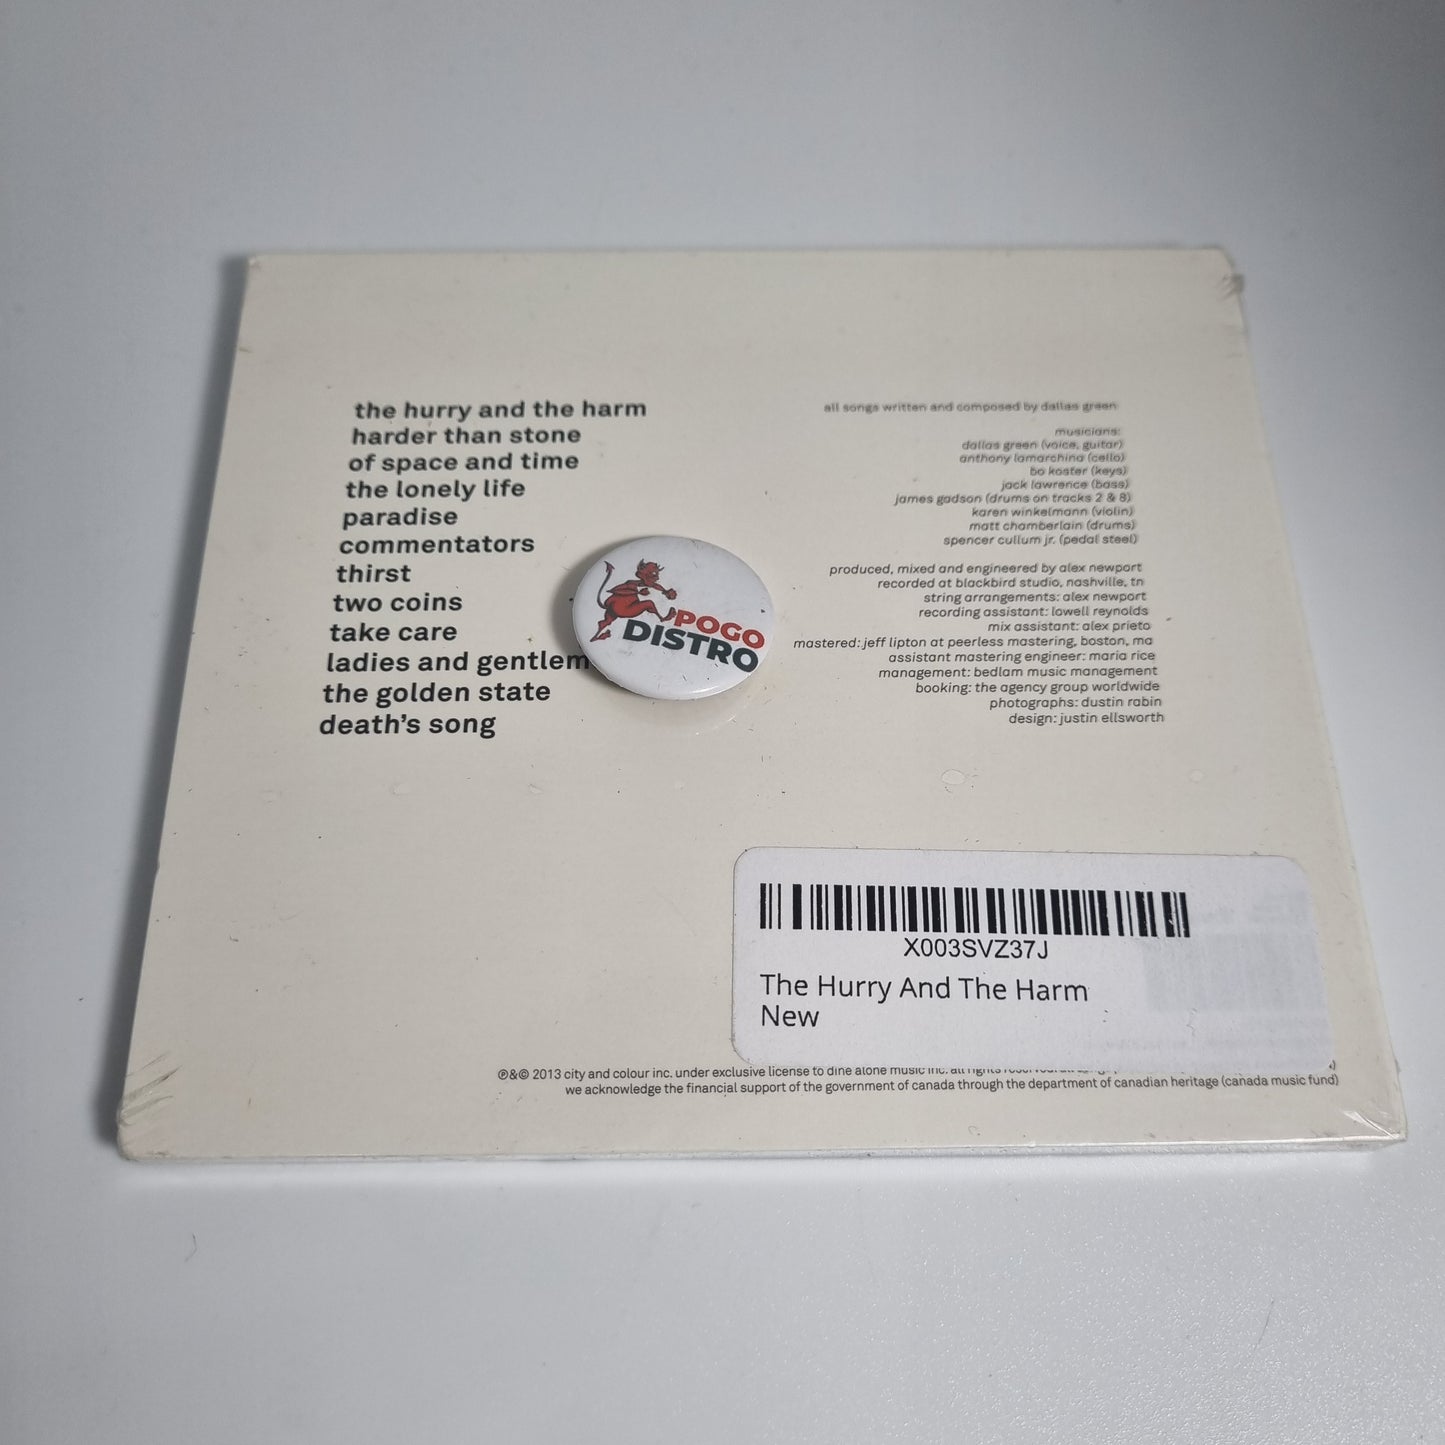 the hurry and the harm
harder than stone
of space and time
the lonely life
paradise
commentators
thirst
two coins
take care
ladies and gentlem
the golden state
death's song
all songs written and composed by dallas green
musicians:
dallas green (voice, guitar)
anthony lamarchina (cello)
bo koster (keys)
jack lawrence (bass)
james gadson (drums on tracks 2 & 8)
karen winkelmann (violin)
matt chamberlain (drums)
spencer cullum jr. (pedal steel)
produced, mixed and engineered by alex newport
recorded at blackbird studio, nashville, tn
string arrangements: alex newport
recording assistant: lowell reynolds
mix assistant: alex prieto
mastered: jeff lipton at peerless mastering, boston, ma
assistant mastering engineer: maria rice
management: bedlam music management
booking: the agency group worldwide
photographs: dustin rabin
design: justin ellsworth
POGO
DISTRO
X003SVZ37J
The Hurry And The Harm
New
℗&© 2013 city and colour inc. under exclusive license to dine alone music inc.
we acknowledge the financial support of the government of canada through the department of canadian heritage (canada music fund)